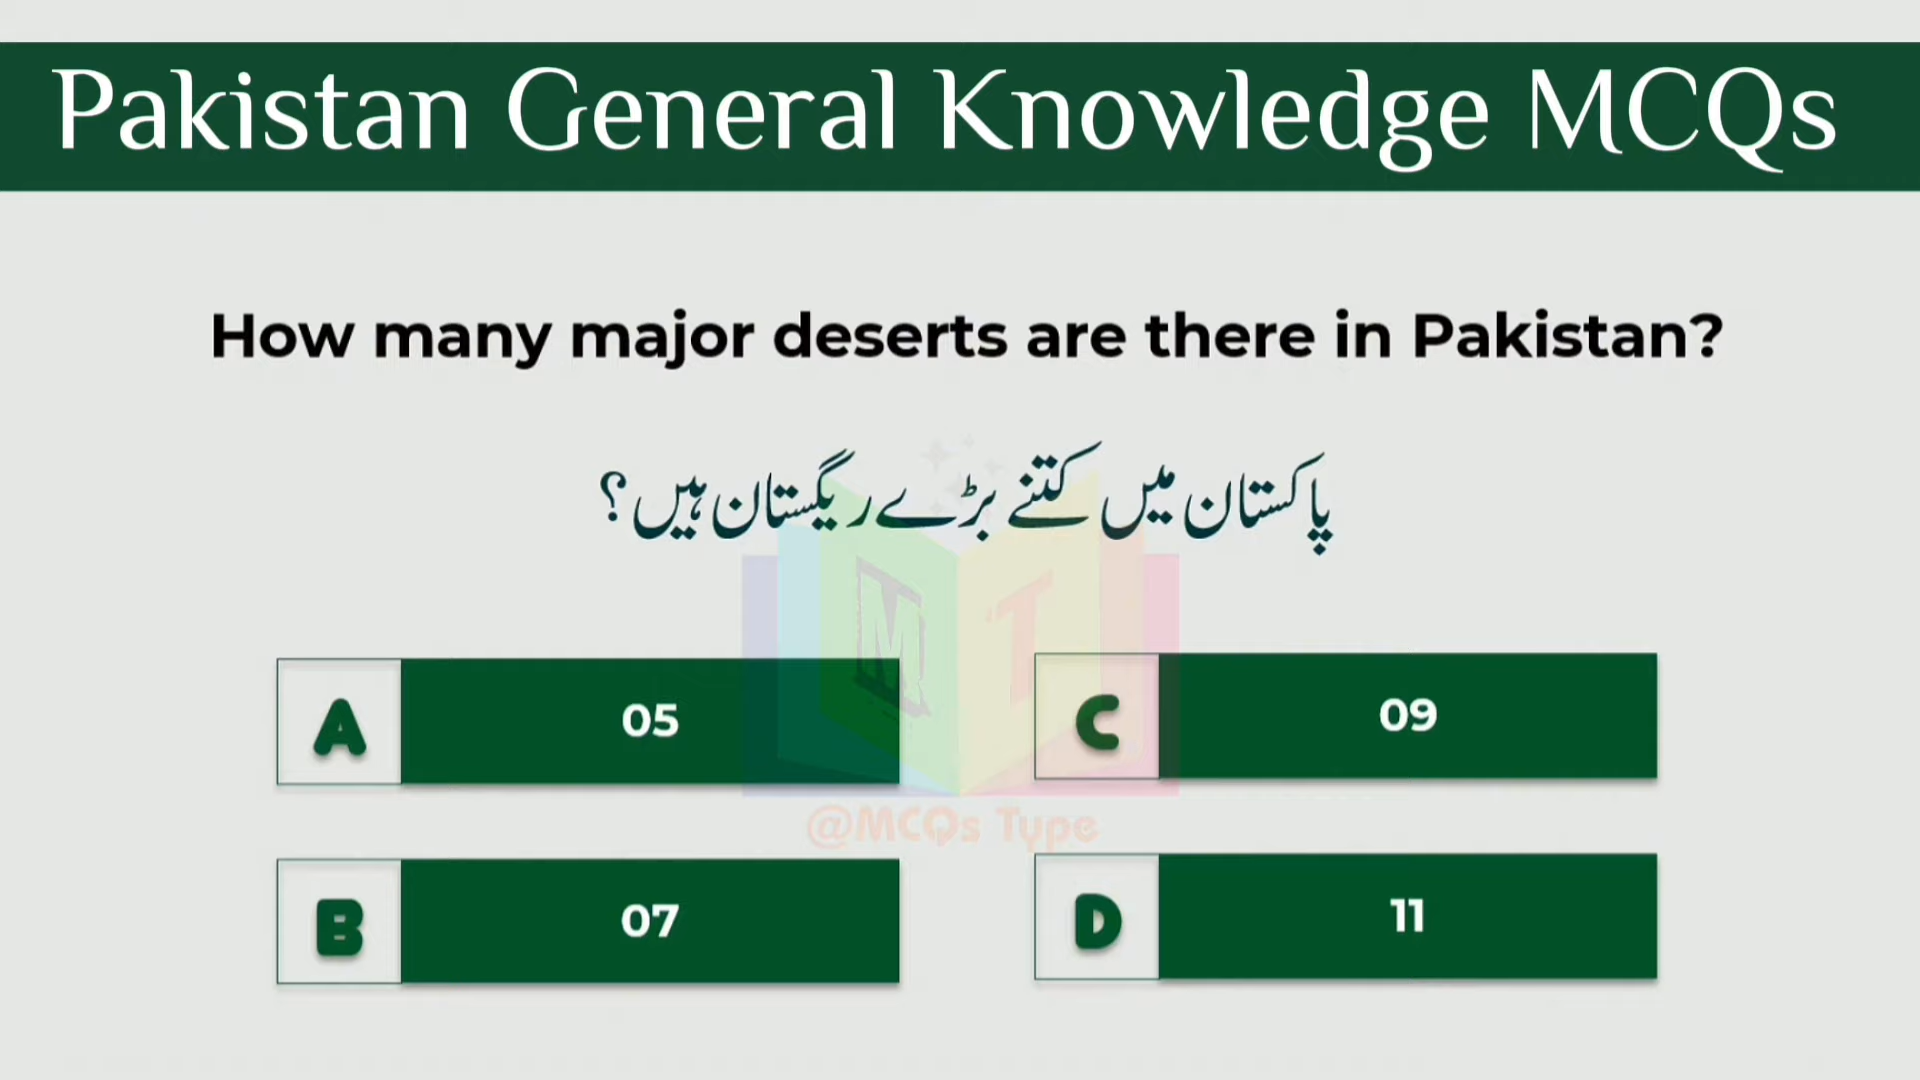 Pakistan General Knowledge MCQs
How many major deserts are there in Pakistan?
پاکستان میں کتنے بڑے ریگستان ہیں؟
A 05
B 07
C 09
D 11
MT
@MCQs Type